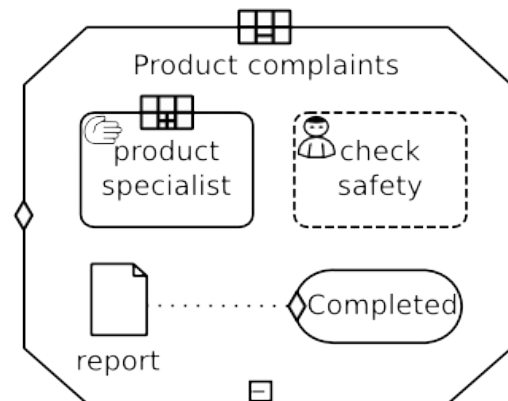 Product complaints
product
specialist
check
safety
Completed
report